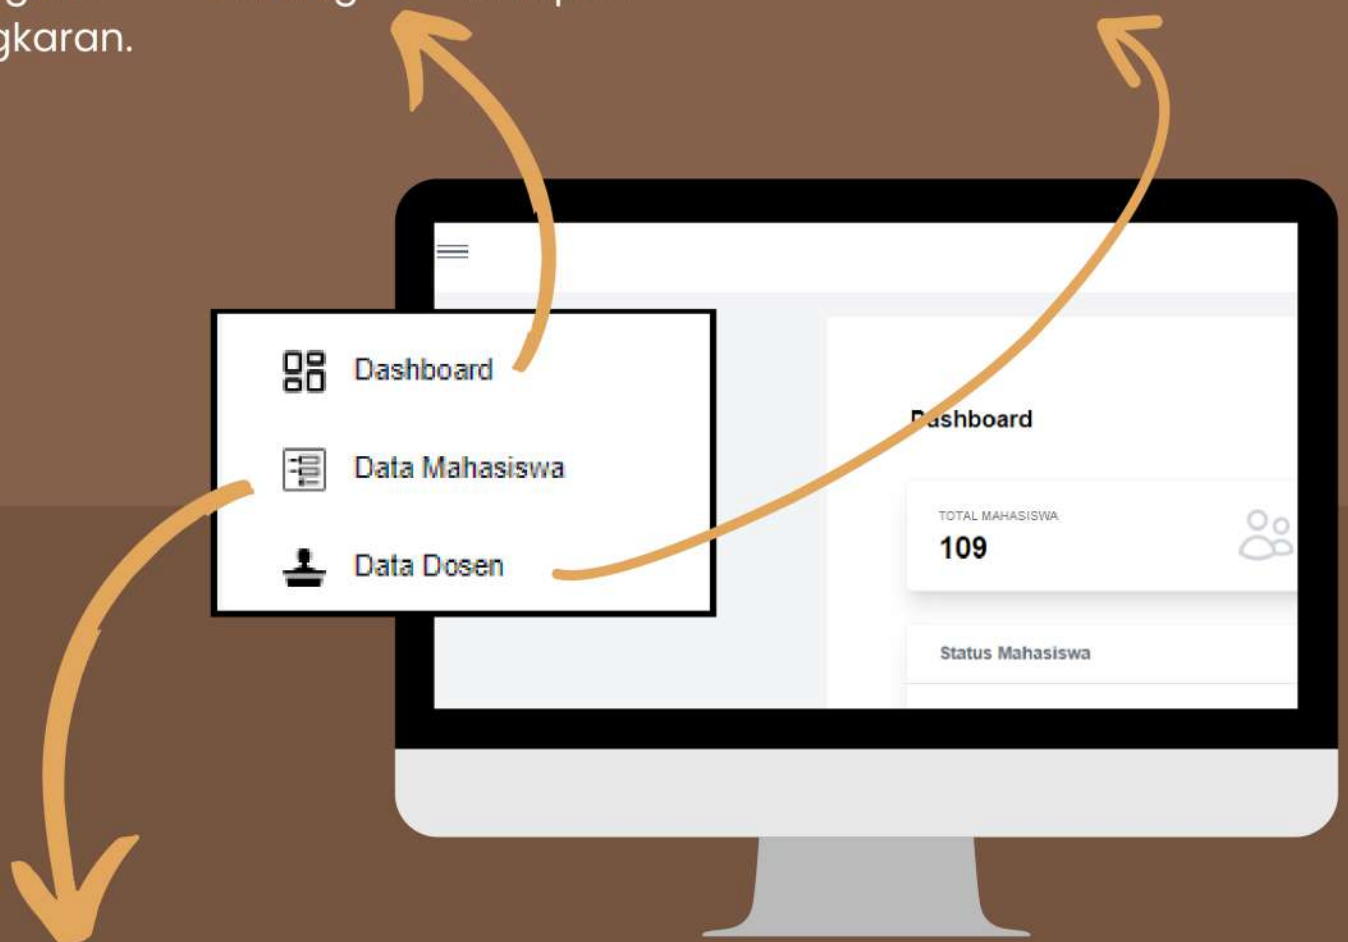 gkaran.
Dashboard
Data Mahasiswa
Data Dosen
Dashboard
TOTAL MAHASISWA
109
Status Mahasiswa